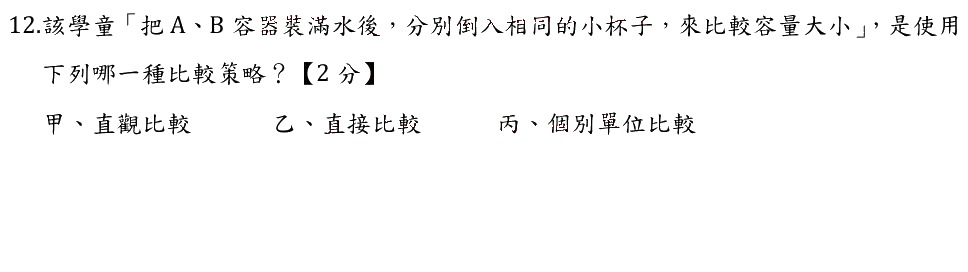 12.該學童「把 A、B 容器裝滿水後，分別倒入相同的小杯子，來比較容量大小」，是使用
下列哪一種比較策略？【2 分】
甲、直觀比較 乙、直接比較 丙、個別單位比較